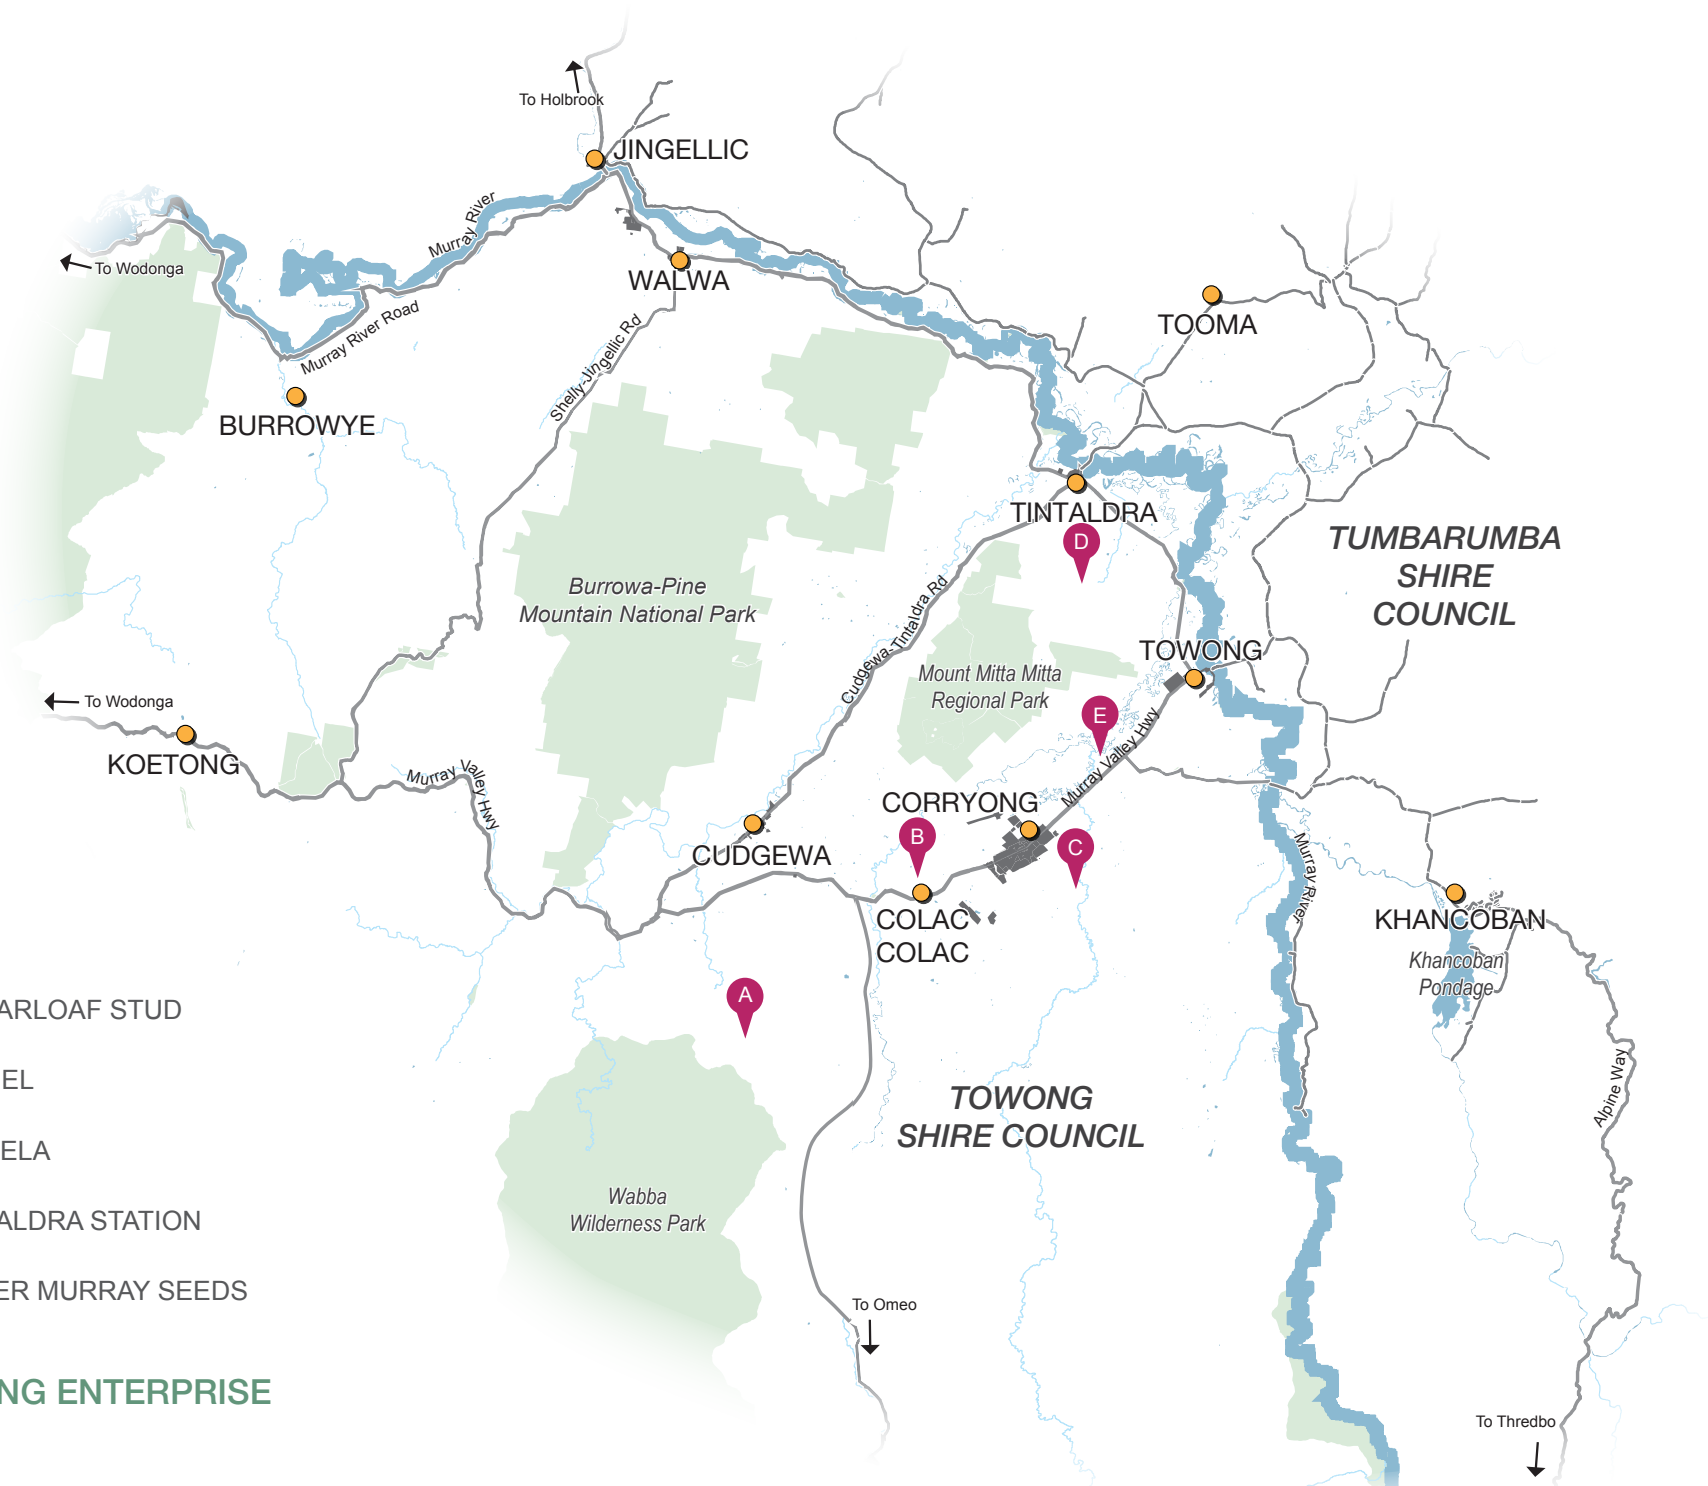 To Holbrook
JINGELLIC
Murray River
To Wodonga
WALWA
TOOMA
Murray River Road
Shelly-Jingellic Rd
BURROWYE
TINTALDRA
D
TUMBARUMBA
SHIRE
COUNCIL
Burrowa-Pine
Mountain National Park
Cudgewa-Tintaldra Rd
TOWONG
Mount Mitta Mitta
Regional Park
To Wodonga
E
KOETONG
Murray Valley Hwy
Murray Valley Hwy
CORRYONG
B
C
CUDGEWA
Murray River
COLAC
COLAC
KHANCOBAN
Khancoban
Pondage
A
ARLOAF STUD
EL
ELA
ALDRA STATION
ER MURRAY SEEDS
NG ENTERPRISE
TOWONG
SHIRE COUNCIL
Alpine Way
Wabba
Wilderness Park
To Omeo
To Thredbo